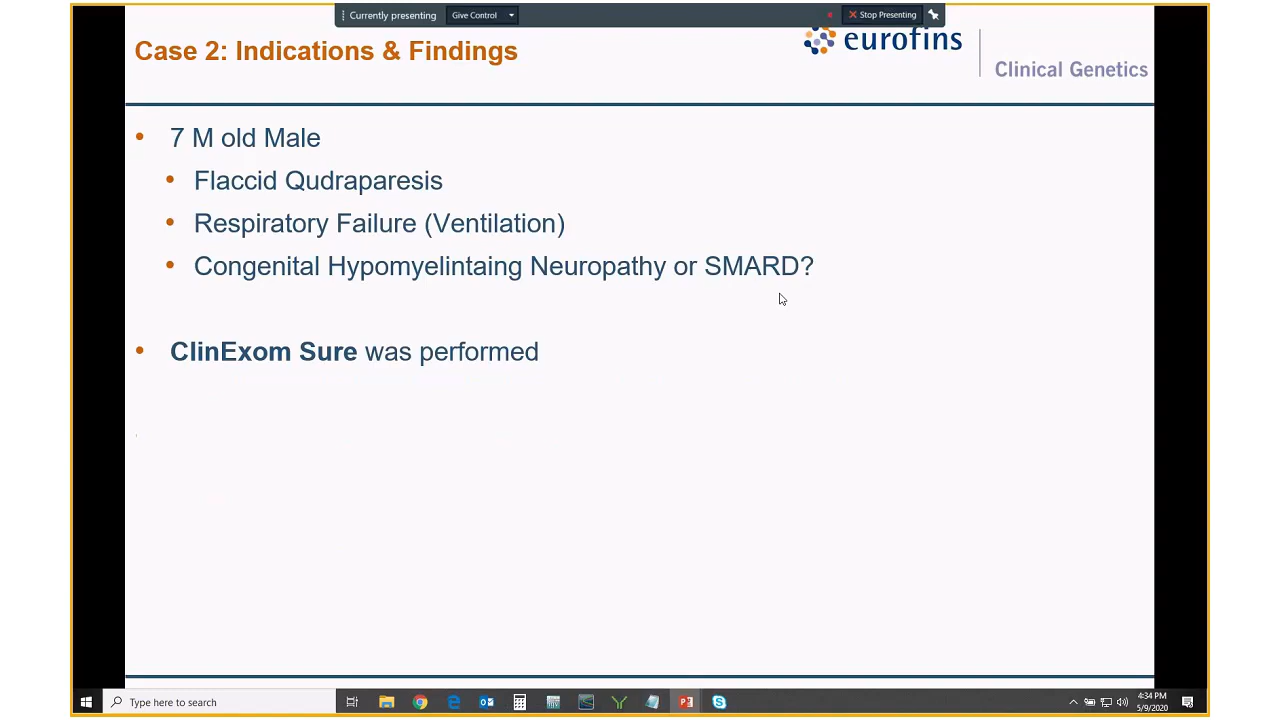 Currently presenting
Give Control
Stop Presenting
Case 2: Indications & Findings
eurofins
Clinical Genetics
7 M old Male
Flaccid Qudraparesis
Respiratory Failure (Ventilation)
Congenital Hypomyelintaing Neuropathy or SMARD?
ClinExom Sure was performed
Type here to search
4:34 PM
5/9/2020